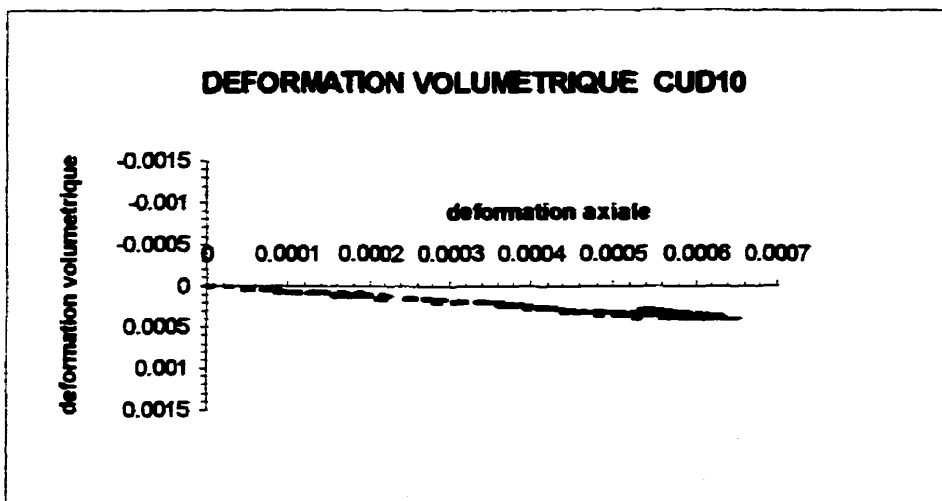 DEFORMATION VOLUMETRIQUE CUD10
deformation volumetrique
-0.0015
-0.001
deformation axiale
-0.0005
0 0.0001 0.0002 0.0003 0.0004 0.0005 0.0006 0.0007
0
0.0005
0.001
0.0015